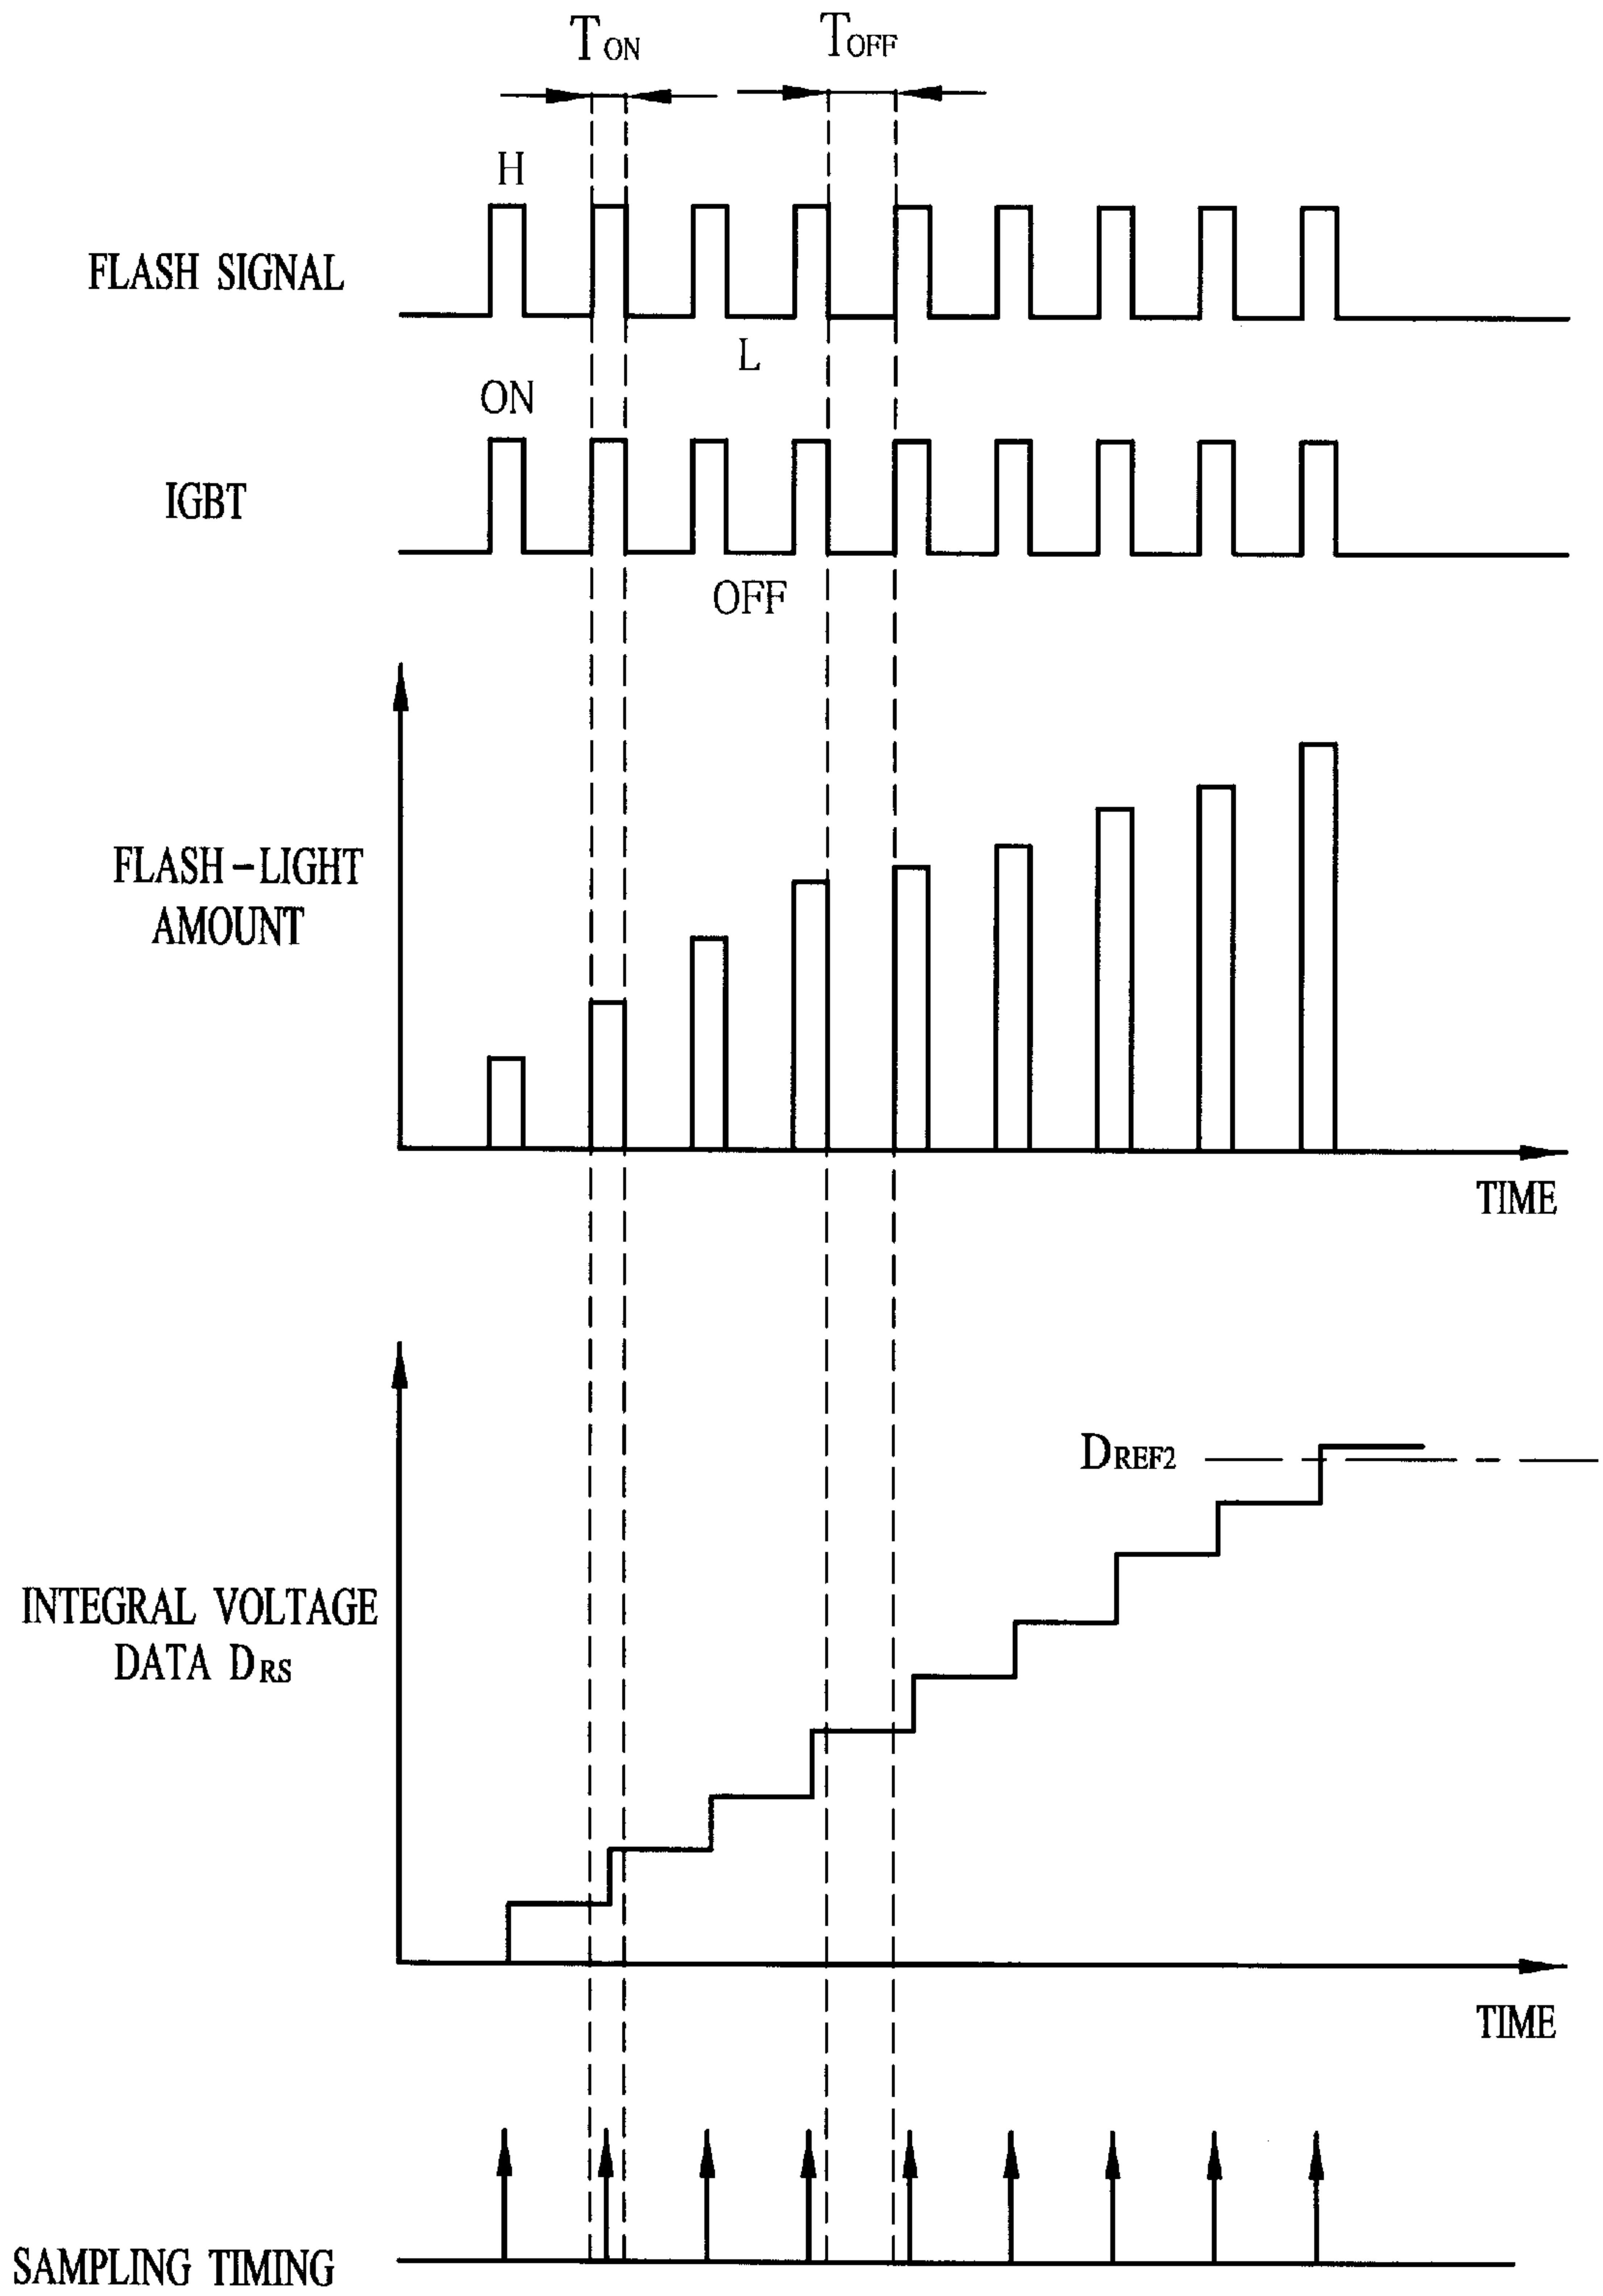 TON
TOFF
H
FLASH SIGNAL
L
ON
IGBT
OFF
FLASH-LIGHT
AMOUNT
TIME
DREF2
INTEGRAL VOLTAGE
DATA DRS
TIME
SAMPLING TIMING